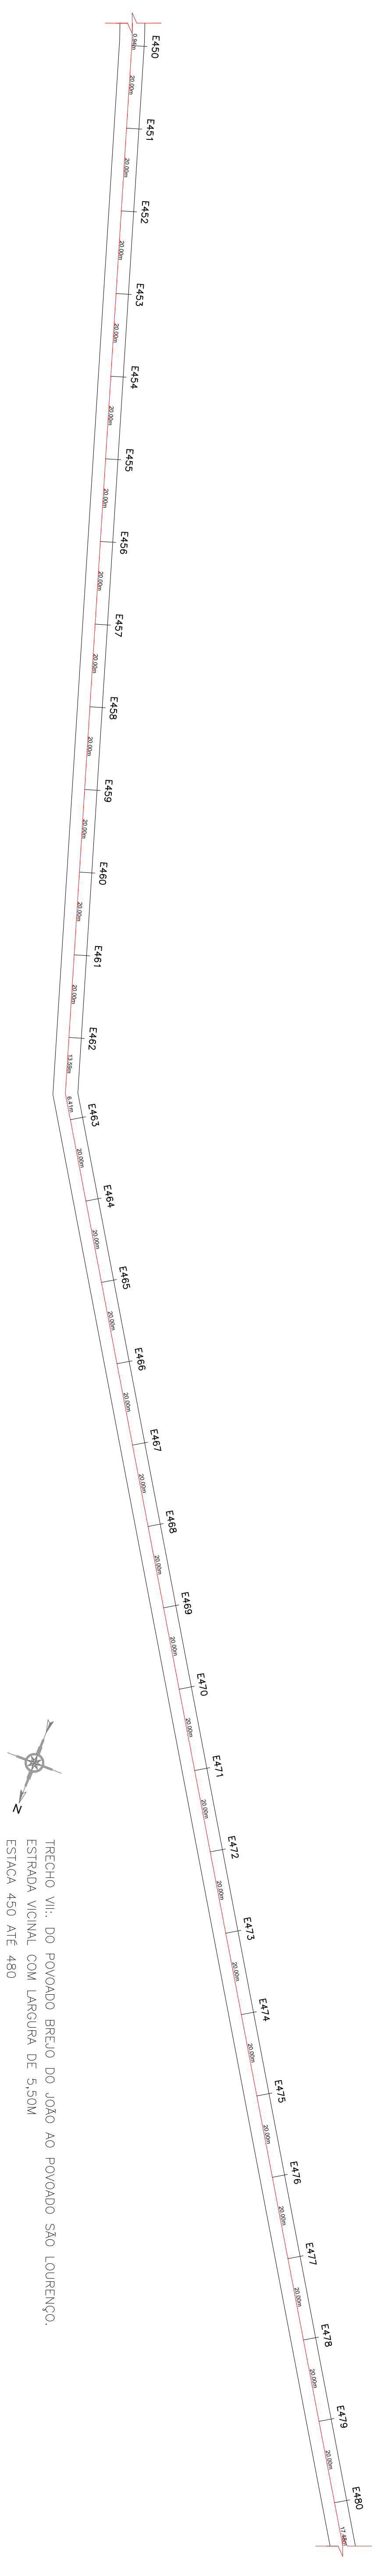 E450
0.94m
20.00m
E451
20.00m
E452
20.00m
E453
20.00m
E454
20.00m
E455
20.00m
E456
20.00m
E457
20.00m
E458
20.00m
E459
20.00m
E460
20.00m
E461
20.00m
E462
13.59m
6.41m
E463
20.00m
E464
20.00m
E465
20.00m
E466
20.00m
E467
20.00m
E468
20.00m
E469
20.00m
E470
20.00m
E471
20.00m
E472
20.00m
E473
20.00m
E474
20.00m
E475
20.00m
E476
20.00m
E477
20.00m
E478
20.00m
E479
20.00m
E480
17.48m
N
TRECHO VII:. DO POVOADO BREJO DO JOÃO AO POVOADO SÃO LOURENÇO.
ESTRADA VICINAL COM LARGURA DE 5,50M
ESTACA 450 ATÉ 480